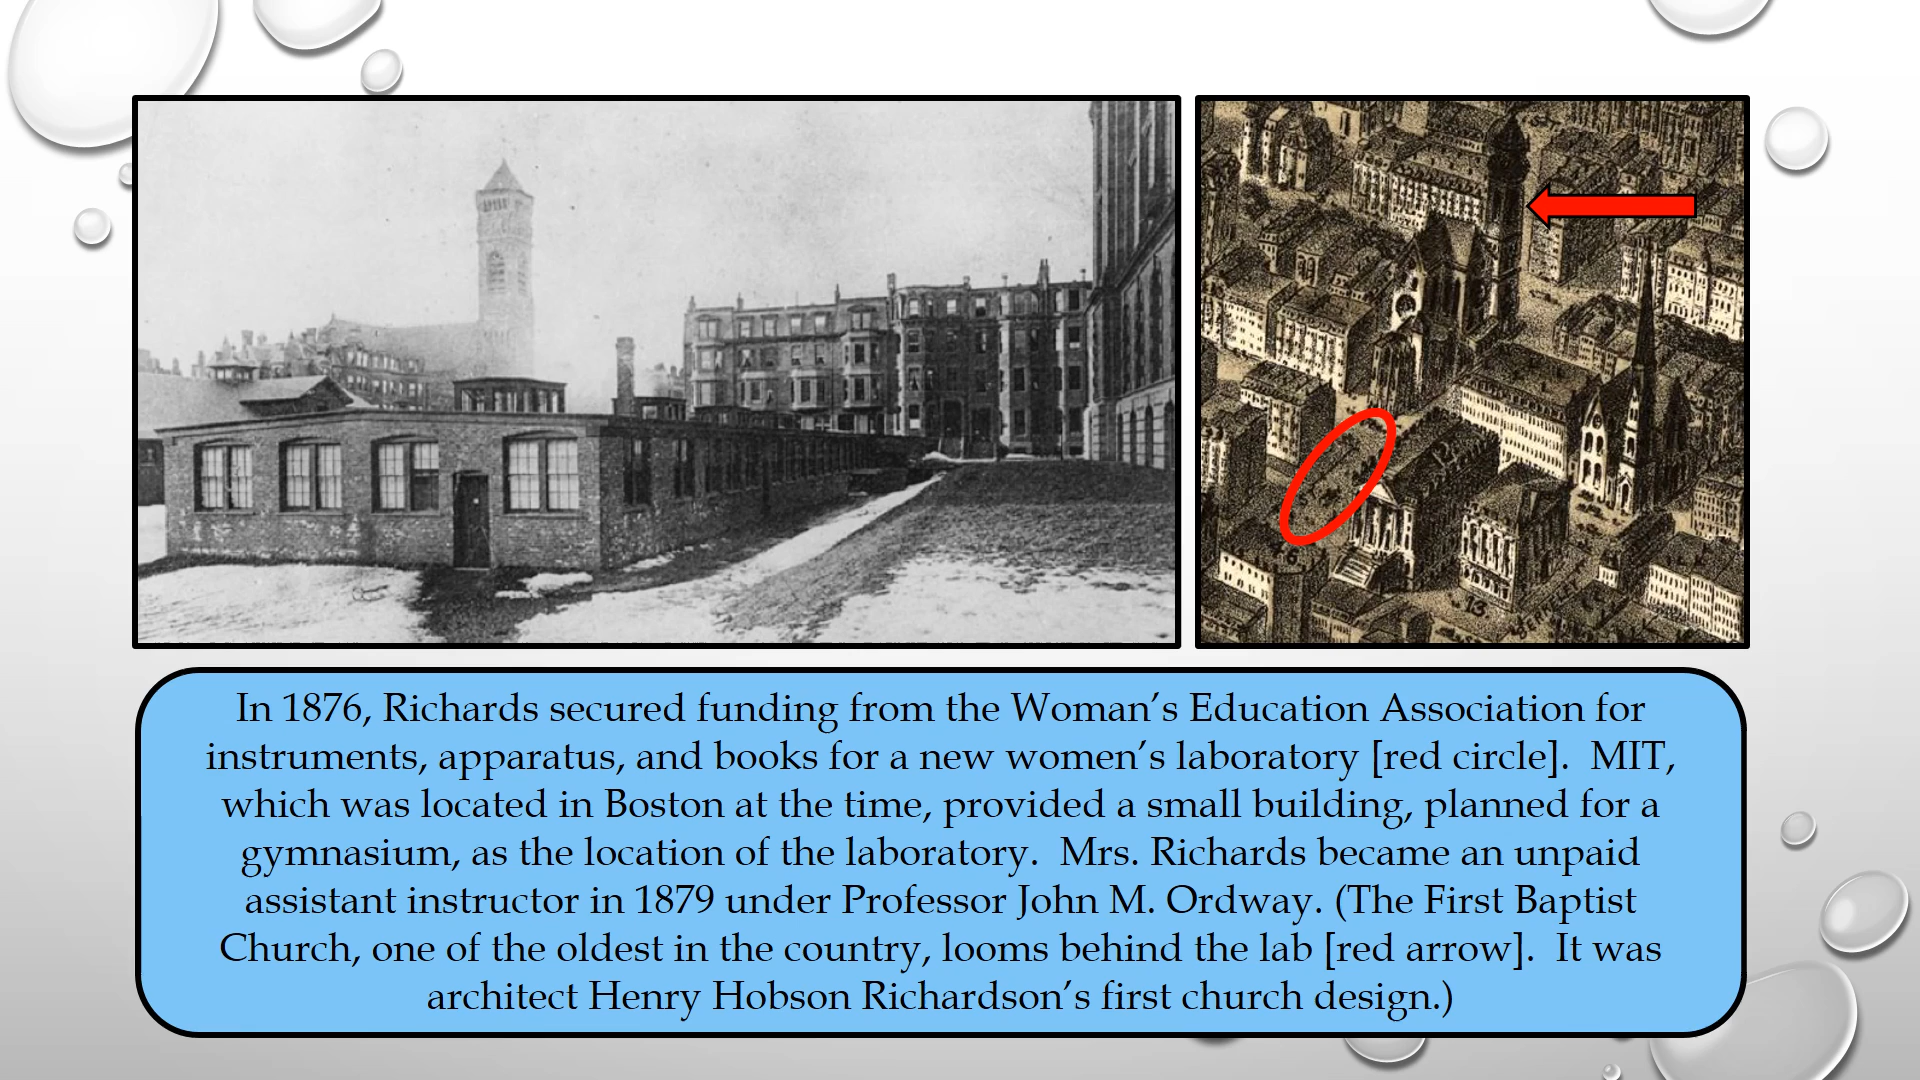 12
13
In 1876, Richards secured funding from the Woman’s Education Association for
instruments, apparatus, and books for a new women’s laboratory [red circle].  MIT,
which was located in Boston at the time, provided a small building, planned for a
gymnasium, as the location of the laboratory.  Mrs. Richards became an unpaid
assistant instructor in 1879 under Professor John M. Ordway. (The First Baptist
Church, one of the oldest in the country, looms behind the lab [red arrow].  It was
architect Henry Hobson Richardson’s first church design.)